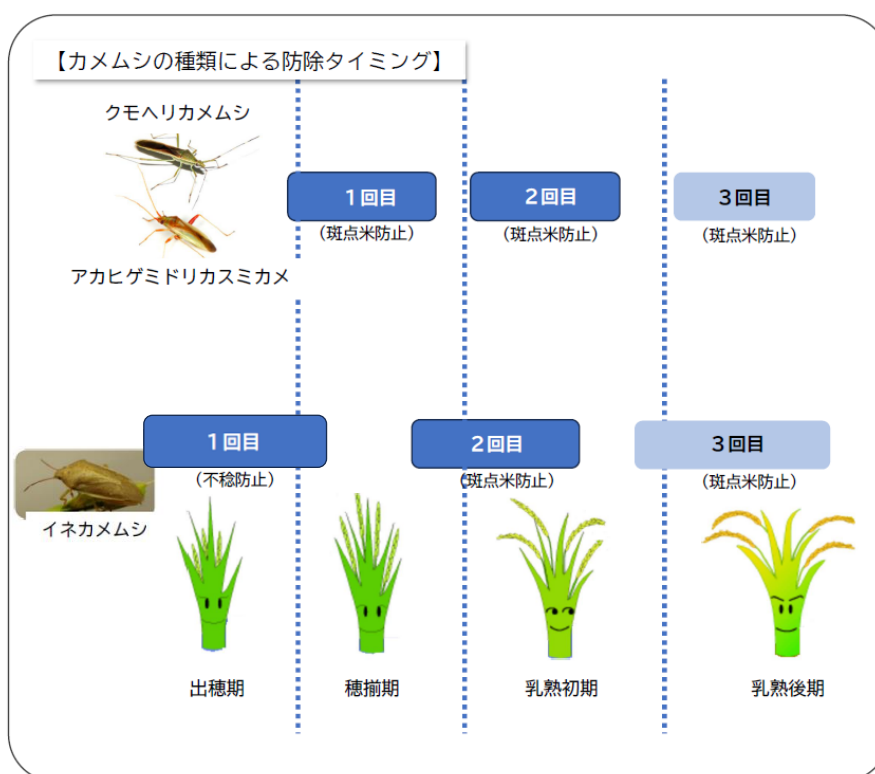 【カメムシの種類による防除タイミング】
クモヘリカメムシ
アカヒゲミドリカスミカメ
1回目
(斑点米防止)
2回目
(斑点米防止)
3回目
(斑点米防止)
イネカメムシ
1回目
(不稔防止)
2回目
(斑点米防止)
3回目
(斑点米防止)
出穂期
穂揃期
乳熟初期
乳熟後期